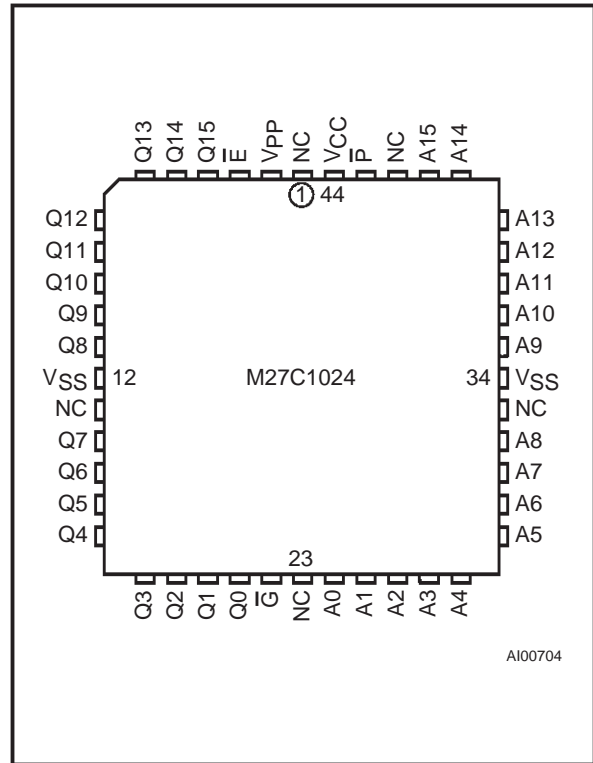 Q13 Q14 Q15 E̅ VPP NC VCC P̅ NC A15 A14
1 44
Q12 A13
Q11 A12
Q10 A11
Q9 A10
Q8 A9
VSS 12 M27C1024 34 VSS
NC NC
Q7 A8
Q6 A7
Q5 A6
Q4 A5
23
Q3 Q2 Q1 Q0 G̅ NC A0 A1 A2 A3 A4
AI00704